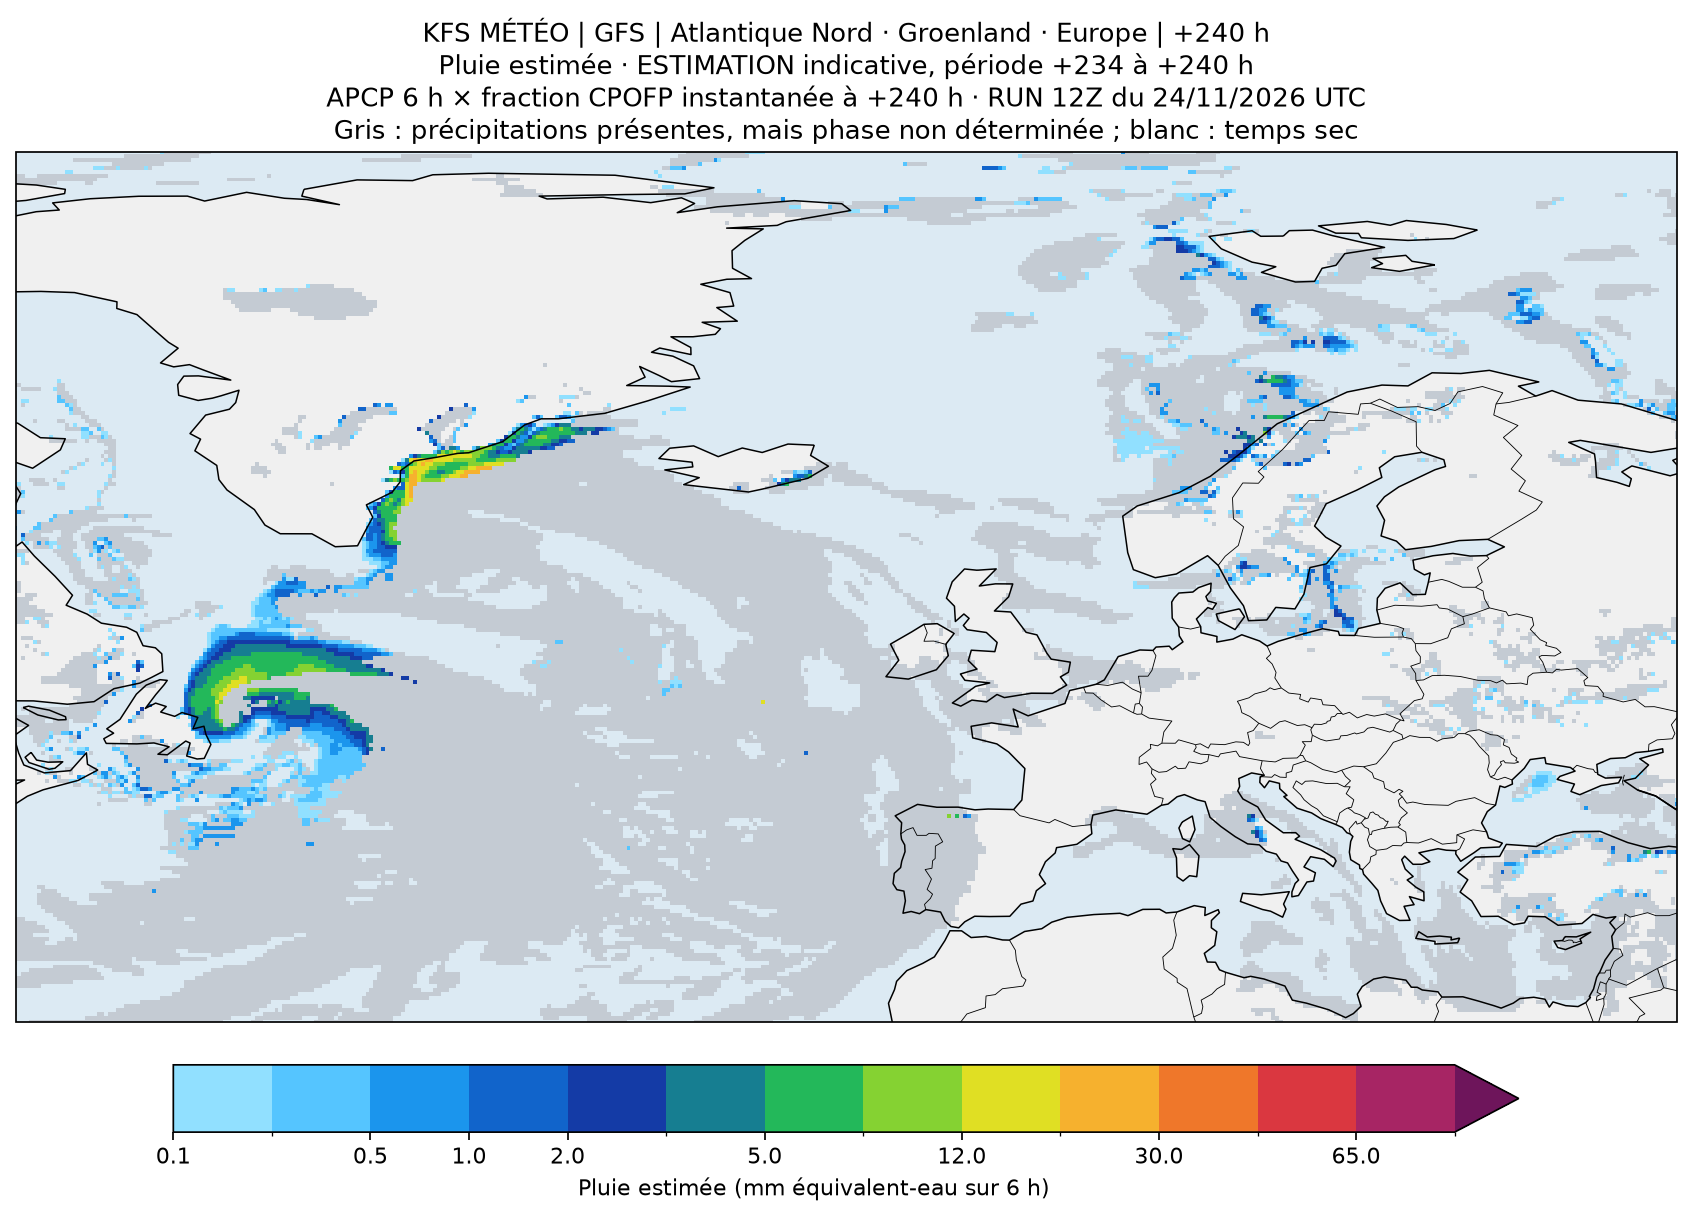 KFS MÉTÉO | GFS | Atlantique Nord · Groenland · Europe | +240 h
Pluie estimée · ESTIMATION indicative, période +234 à +240 h
APCP 6 h × fraction CPOFP instantanée à +240 h · RUN 12Z du 24/11/2026 UTC
Gris : précipitations présentes, mais phase non déterminée ; blanc : temps sec
0.1 0.5 1.0 2.0 5.0 12.0 30.0 65.0
Pluie estimée (mm équivalent-eau sur 6 h)